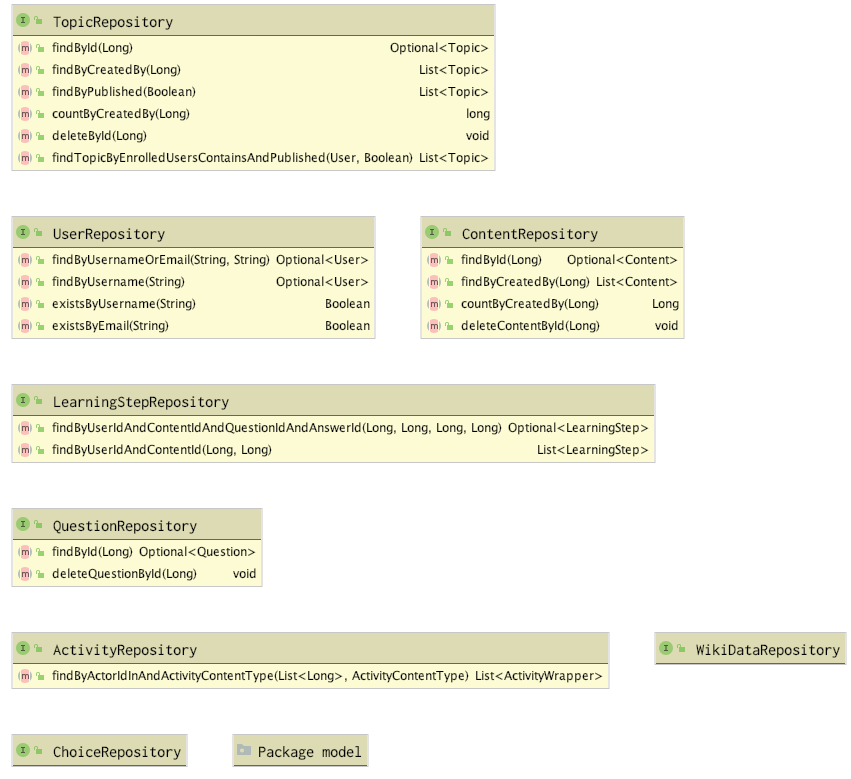 TopicRepository
findById(Long) Optional<Topic>
findByCreatedBy(Long) List<Topic>
findByPublished(Boolean) List<Topic>
countByCreatedBy(Long) long
deleteById(Long) void
findTopicByEnrolledUsersContainsAndPublished(User, Boolean) List<Topic>
UserRepository
findByUsernameOrEmail(String, String) Optional<User>
findByUsername(String) Optional<User>
existsByUsername(String) Boolean
existsByEmail(String) Boolean
ContentRepository
findById(Long) Optional<Content>
findByCreatedBy(Long) List<Content>
countByCreatedBy(Long) Long
deleteContentById(Long) void
LearningStepRepository
findByUserIdAndContentIdAndQuestionIdAndAnswerId(Long, Long, Long, Long) Optional<LearningStep>
findByUserIdAndContentId(Long, Long) List<LearningStep>
QuestionRepository
findById(Long) Optional<Question>
deleteQuestionById(Long) void
ActivityRepository
findByActorIdInAndActivityContentType(List<Long>, ActivityContentType) List<ActivityWrapper>
WikiDataRepository
ChoiceRepository
Package model